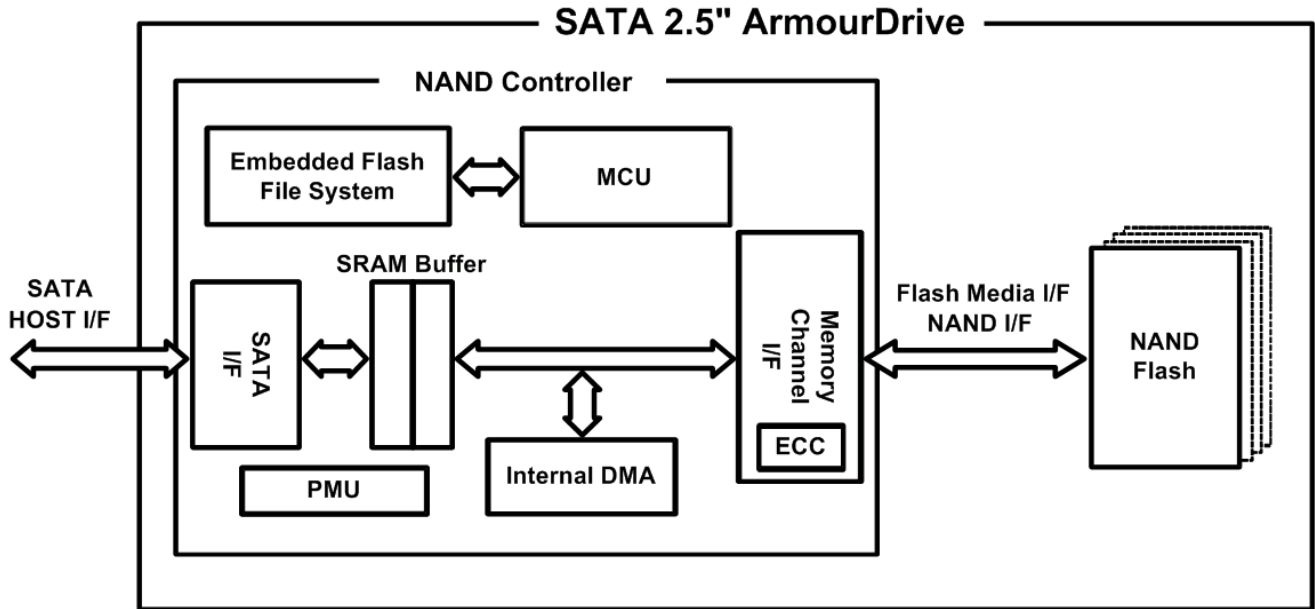 SATA 2.5" ArmourDrive
NAND Controller
Embedded Flash
File System
MCU
SRAM Buffer
SATA
HOST I/F
SATA
I/F
Memory
Channel
I/F
ECC
Flash Media I/F
NAND I/F
NAND
Flash
PMU
Internal DMA